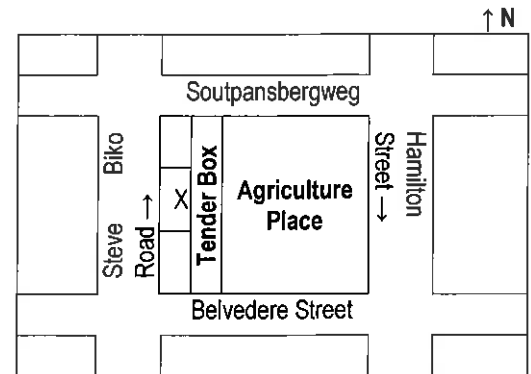 ↑ N
Soutpansbergweg
Steve Biko
Road →
X
Tender Box
Agriculture
Place
Street →
Hamilton
Belvedere Street